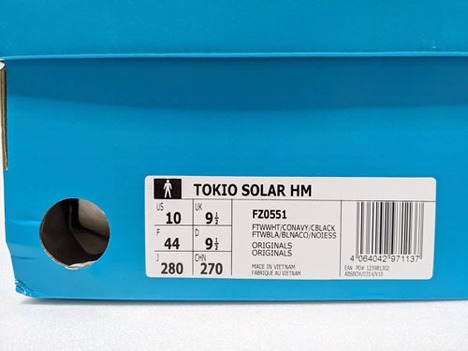 TOKIO SOLAR HM
US 10 UK 9½
F 44 D 9½
J 280 CHN 270
FZ0551
FTWWHT/CONAVY/CBLACK
FTWBLA/BLNACO/NOIESS
ORIGINALS
ORIGINALS
MADE IN VIETNAM
FABRIQUE AU VIETNAM
4 064042 971137